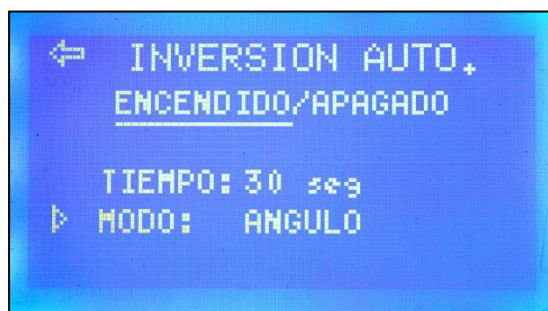 INVERSION AUTO.
ENCENDIDO/APAGADO
TIEMPO: 30 seg
MODO: ANGULO